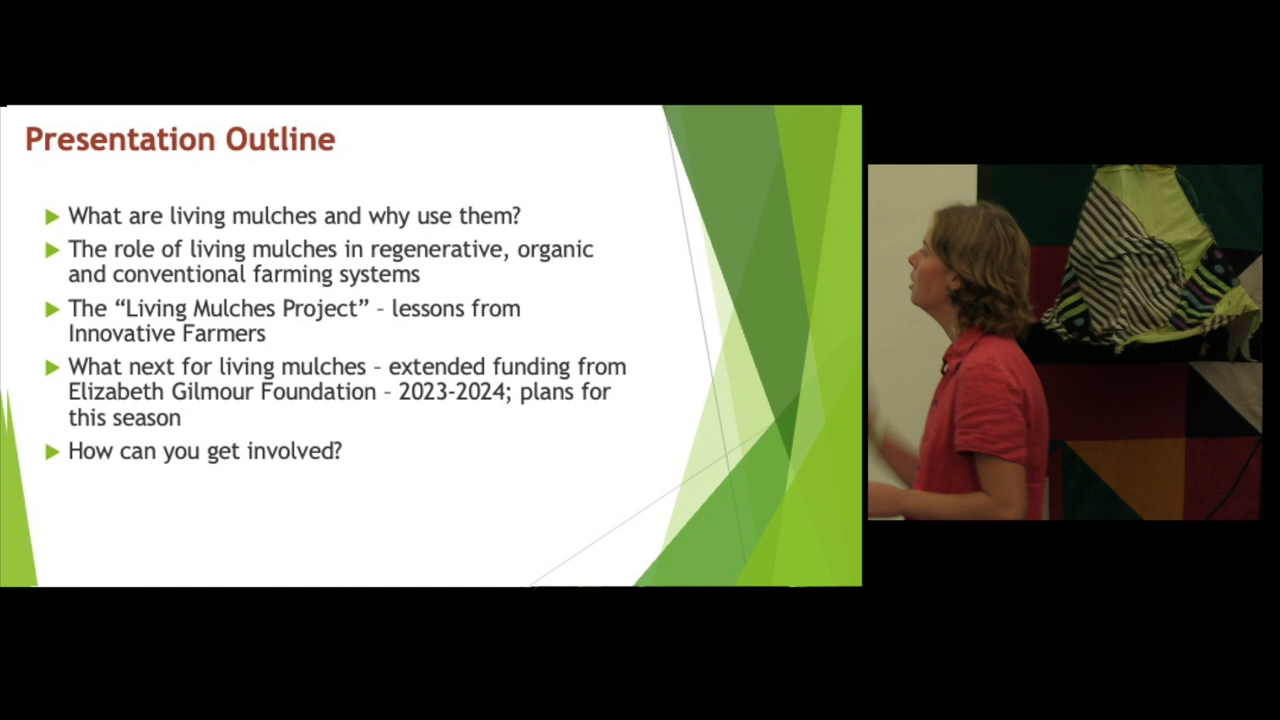 Presentation Outline
What are living mulches and why use them?
The role of living mulches in regenerative, organic
and conventional farming systems
The “Living Mulches Project” – lessons from
Innovative Farmers
What next for living mulches – extended funding from
Elizabeth Gilmour Foundation – 2023-2024; plans for
this season
How can you get involved?